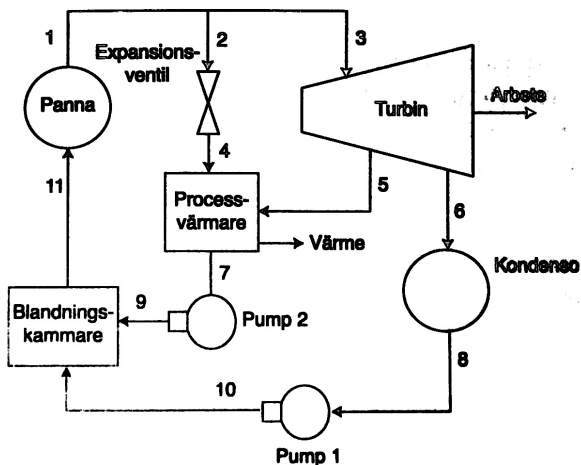 1
2
3
Expansions-
ventil
Panna
Turbin
Arbete
4
11
5
6
Process-
värmare
Värme
Kondenso
7
9
Blandnings-
kammare
Pump 2
8
10
Pump 1